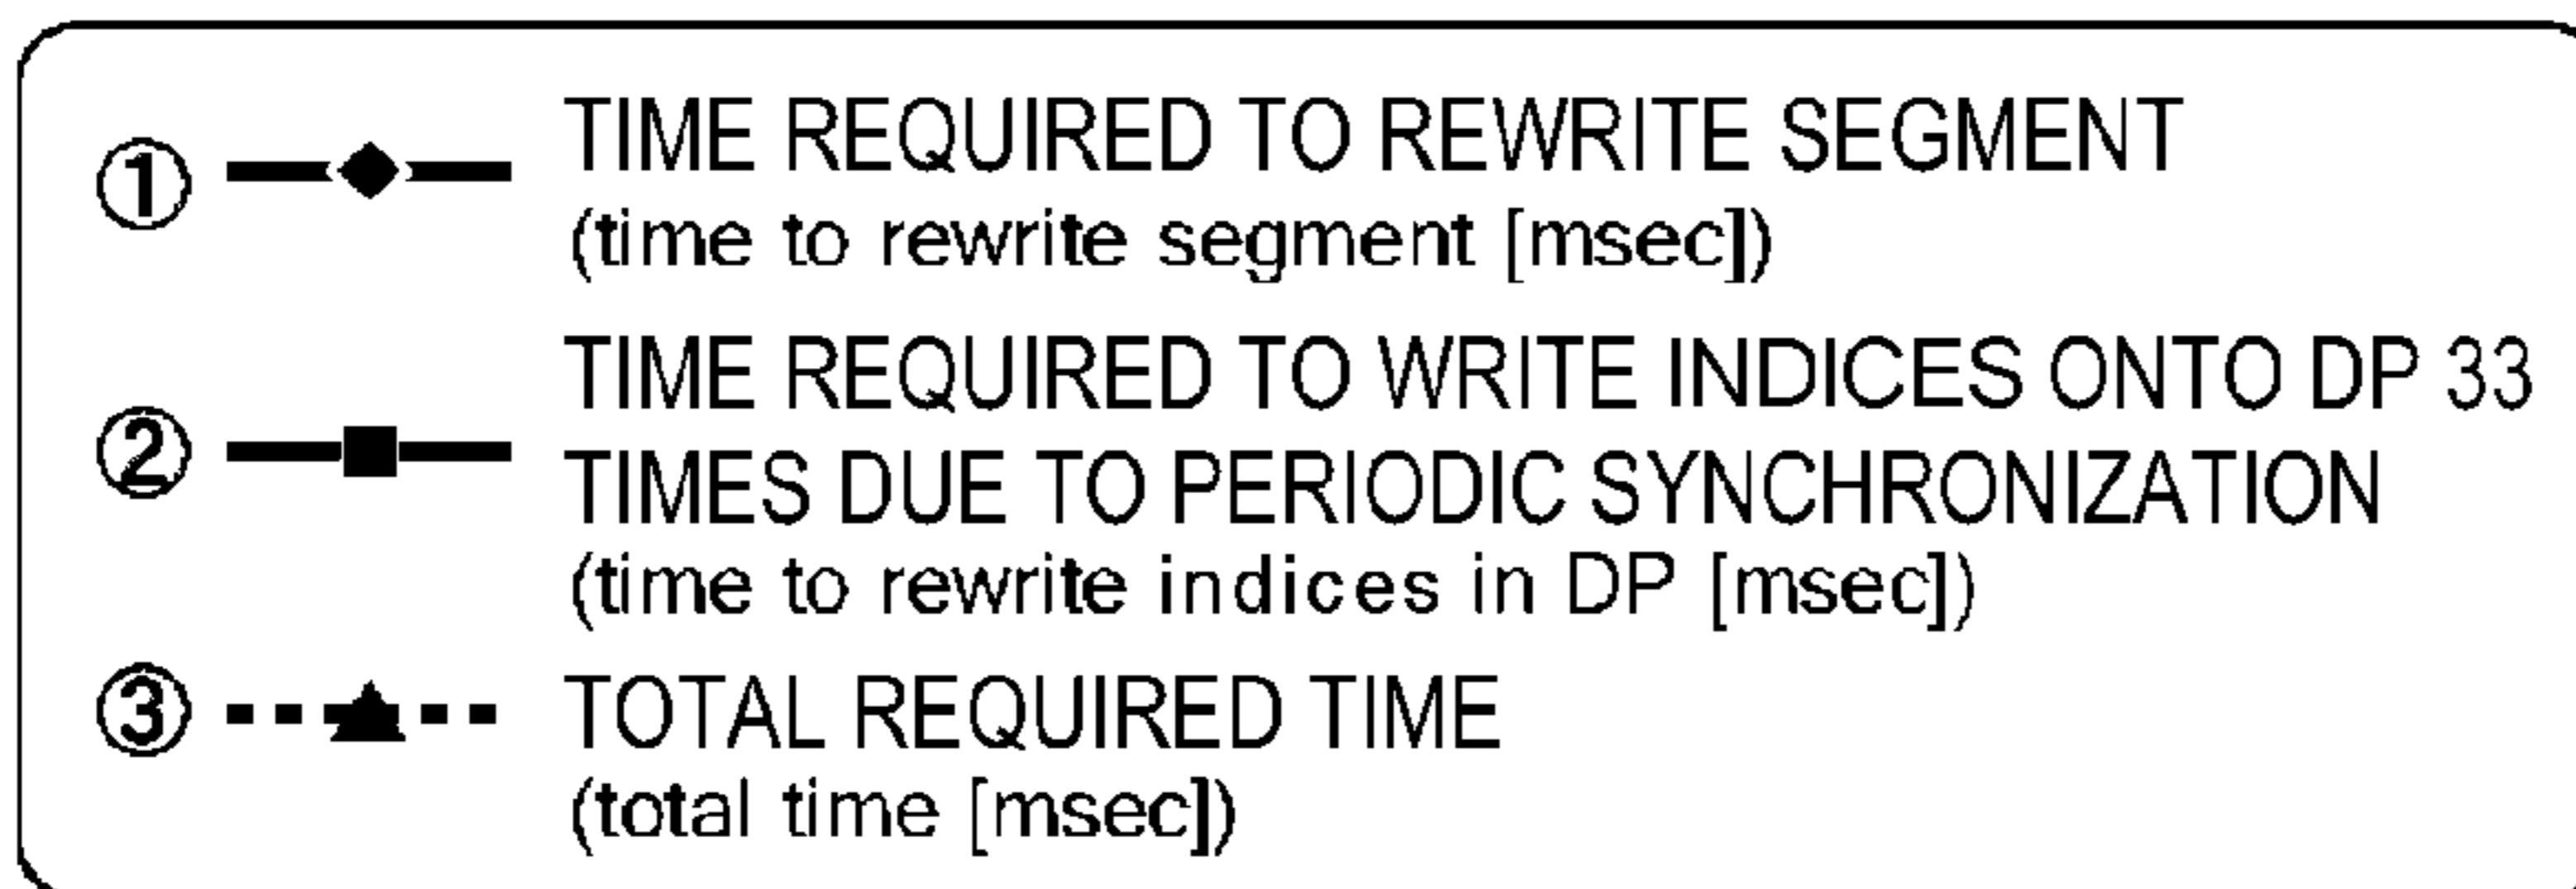 ① TIME REQUIRED TO REWRITE SEGMENT
(time to rewrite segment [msec])
② TIME REQUIRED TO WRITE INDICES ONTO DP 33
TIMES DUE TO PERIODIC SYNCHRONIZATION
(time to rewrite indices in DP [msec])
③ TOTAL REQUIRED TIME
(total time [msec])